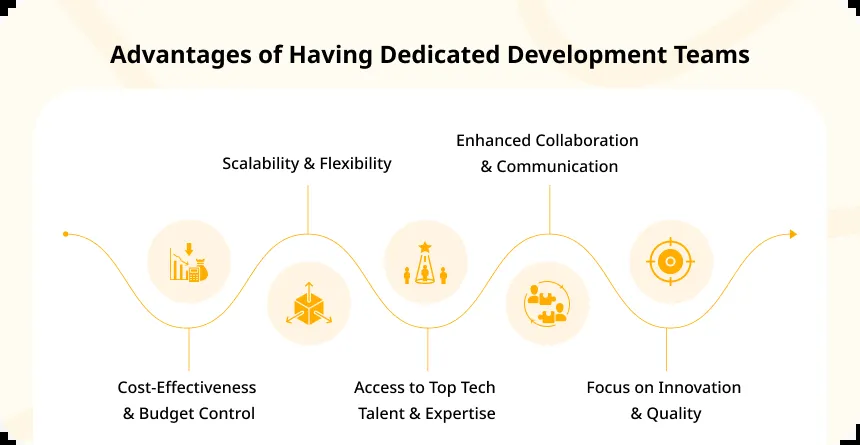 Advantages of Having Dedicated Development Teams
Cost-Effectiveness
& Budget Control
Scalability & Flexibility
Access to Top Tech
Talent & Expertise
Enhanced Collaboration
& Communication
Focus on Innovation
& Quality